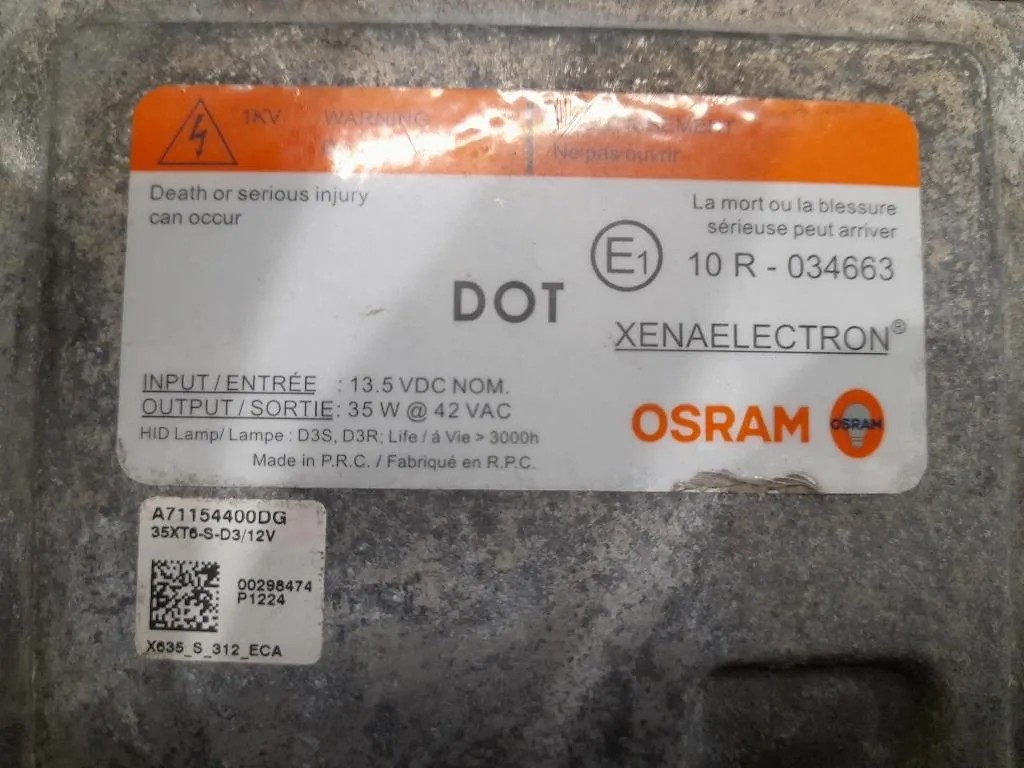 1KV WARNING
Ne pas ouvrir
Death or serious injury
can occur
La mort ou la blessure
sérieuse peut arriver
E1 10 R - 034663
DOT
XENAELECTRON®
INPUT / ENTRÉE : 13.5 VDC NOM.
OUTPUT / SORTIE : 35 W @ 42 VAC
HID Lamp/ Lampe : D3S, D3R; Life / á Vie > 3000h
Made in P.R.C. / Fabriqué en R.P.C.
OSRAM OSRAM
A71154400DG
35XT6-S-D3/12V
00298474
P1224
X635_S_312_ECA